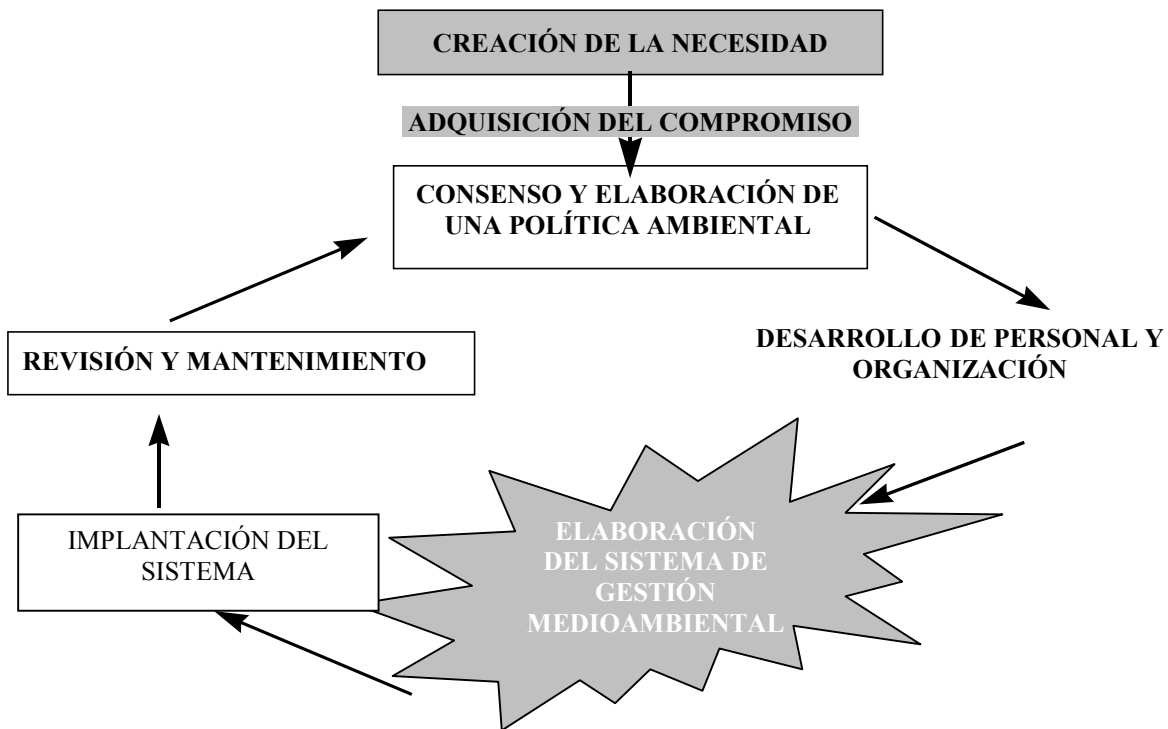 CREACIÓN DE LA NECESIDAD
ADQUISICIÓN DEL COMPROMISO
CONSENSO Y ELABORACIÓN DE
UNA POLÍTICA AMBIENTAL
DESARROLLO DE PERSONAL Y
ORGANIZACIÓN
REVISIÓN Y MANTENIMIENTO
ELABORACIÓN
DEL SISTEMA DE
GESTIÓN
MEDIOAMBIENTAL
IMPLANTACIÓN DEL
SISTEMA